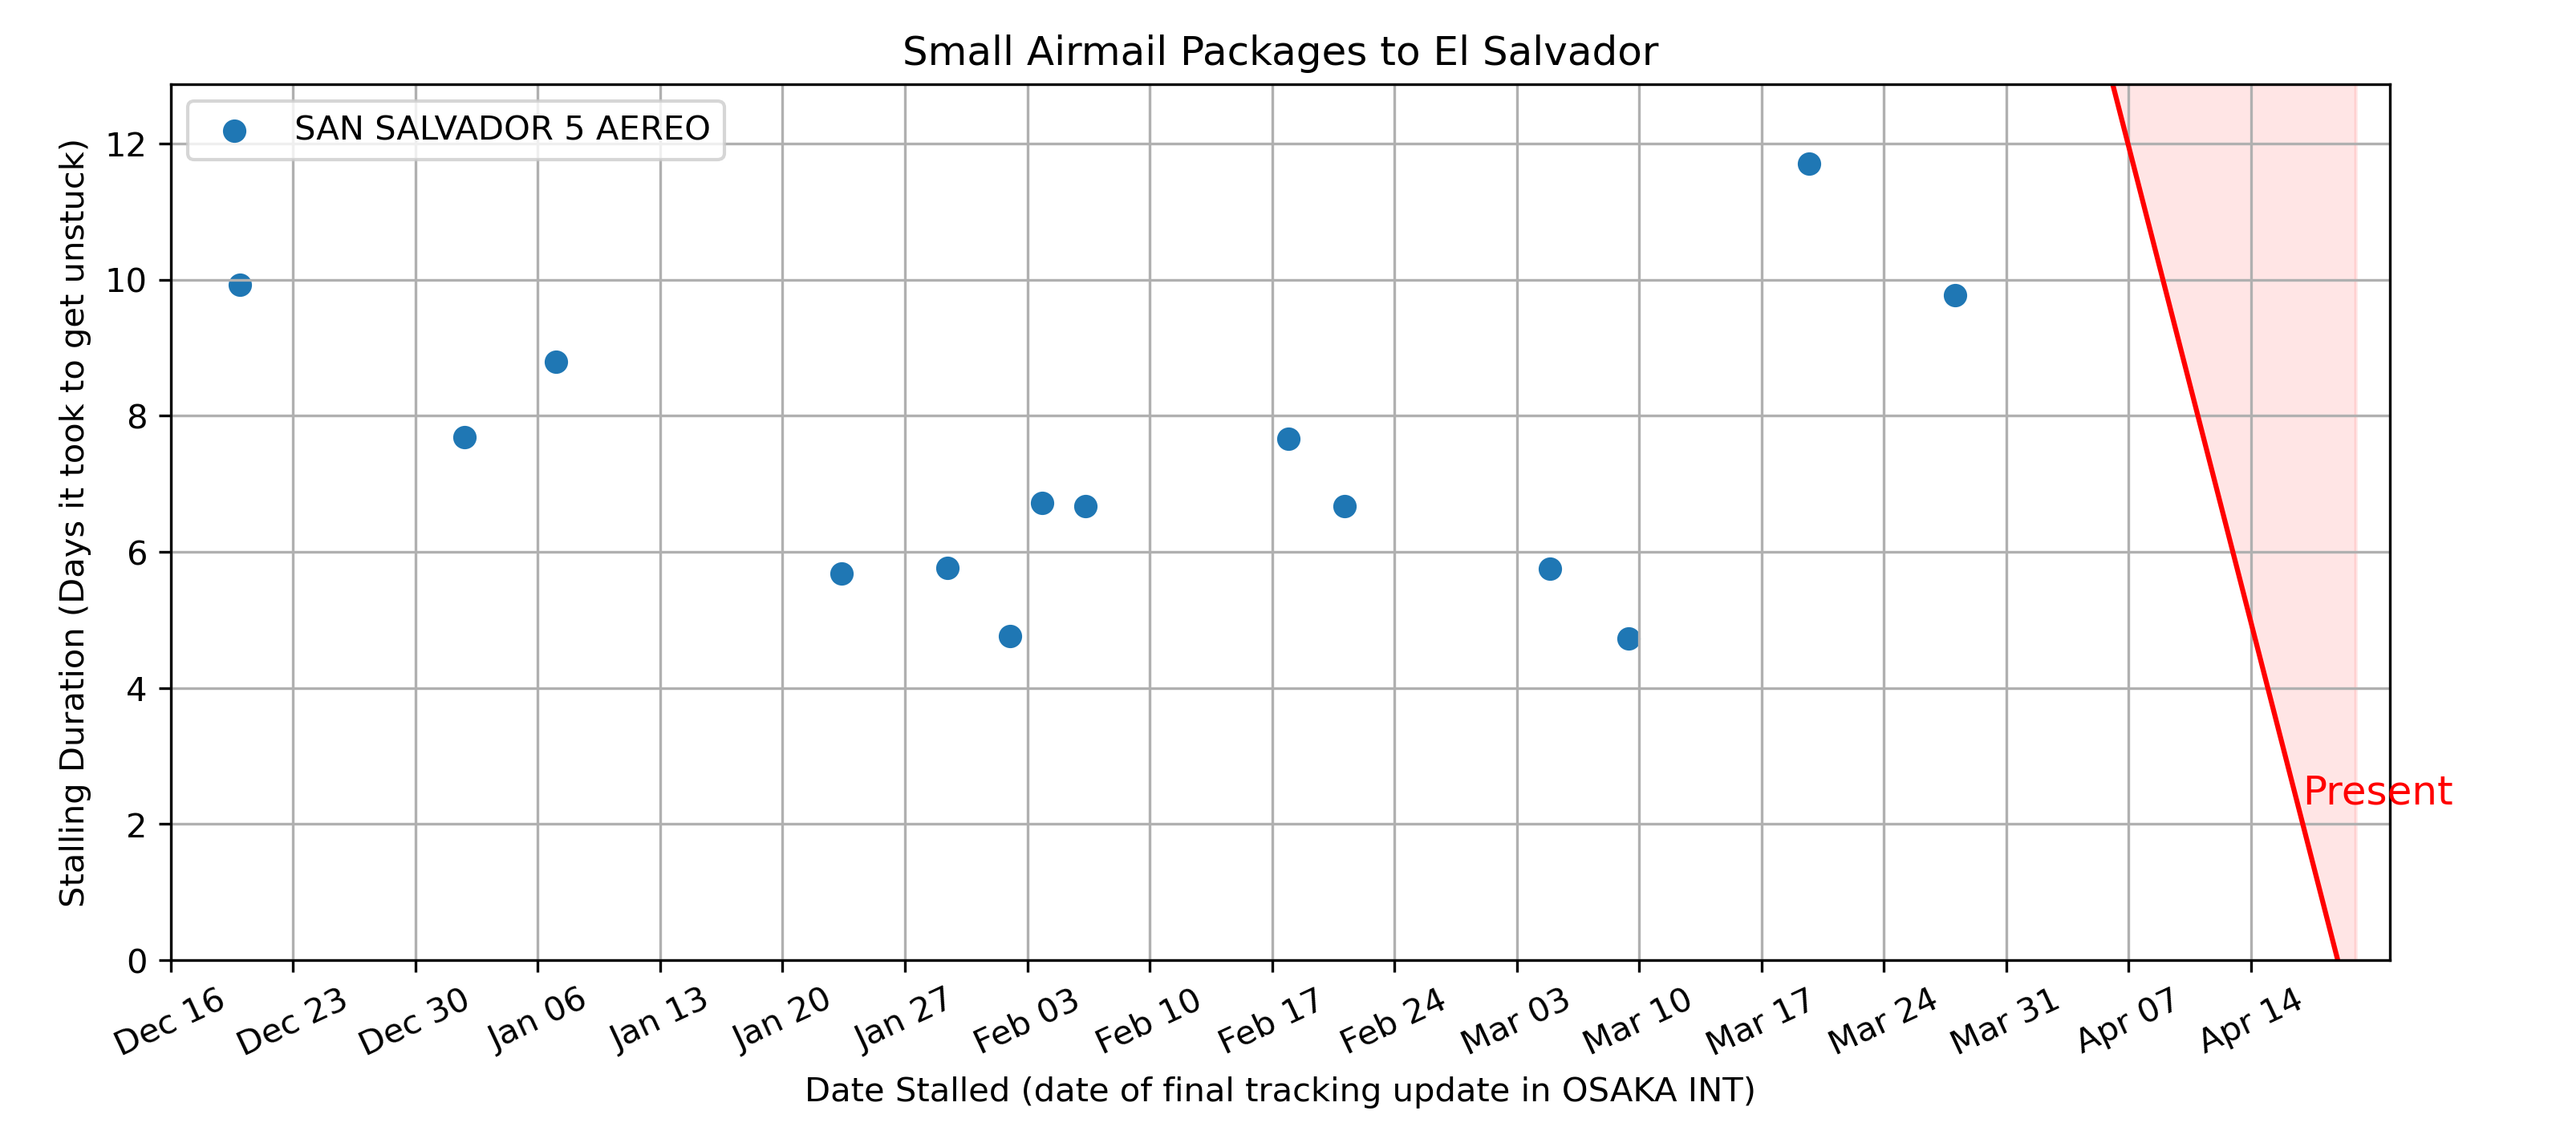 Small Airmail Packages to El Salvador
SAN SALVADOR 5 AEREO
Stalling Duration (Days it took to get unstuck)
12
10
8
6
4
2
0
Present
Dec 16 Dec 23 Dec 30 Jan 06 Jan 13 Jan 20 Jan 27 Feb 03 Feb 10 Feb 17 Feb 24 Mar 03 Mar 10 Mar 17 Mar 24 Mar 31 Apr 07 Apr 14
Date Stalled (date of final tracking update in OSAKA INT)